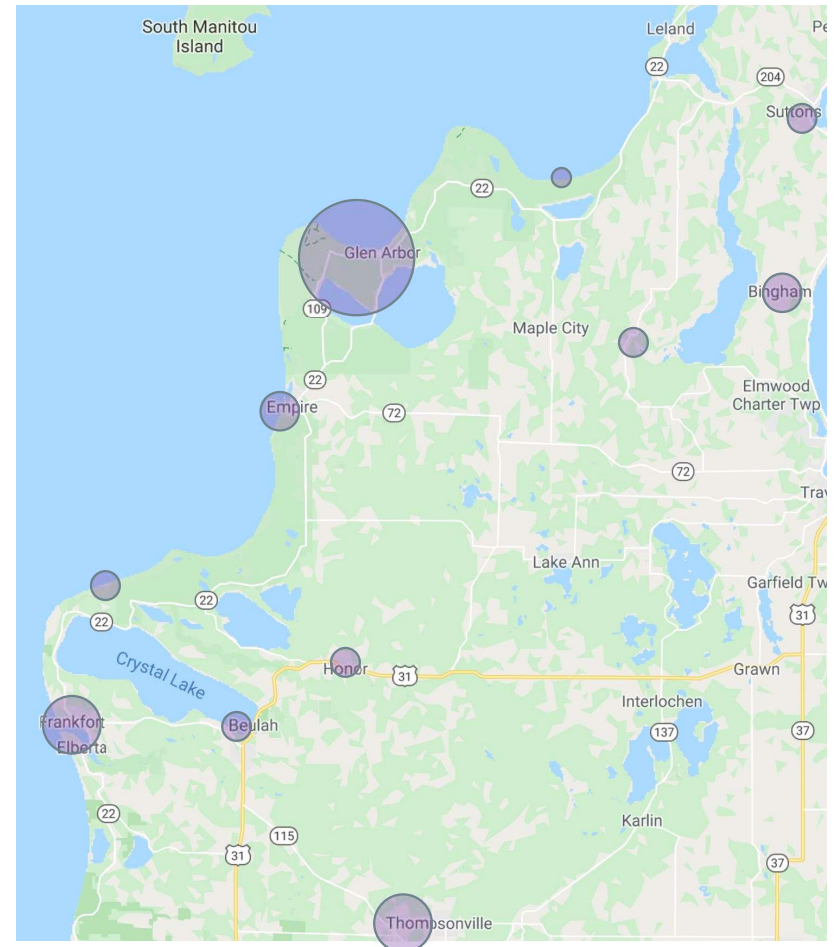 South Manitou
Island
Leland
Pe
22
204
Suttons
22
Glen Arbor
Bingham
109
Maple City
22
Elmwood
Charter Twp
Empire
72
72
Trav
Lake Ann
Garfield Tw
22
31
22
Crystal Lake
Honor
31
Grawn
Interlochen
Frankfort
Beulah
137
37
Elberta
22
Karlin
115
31
37
Thompsonville